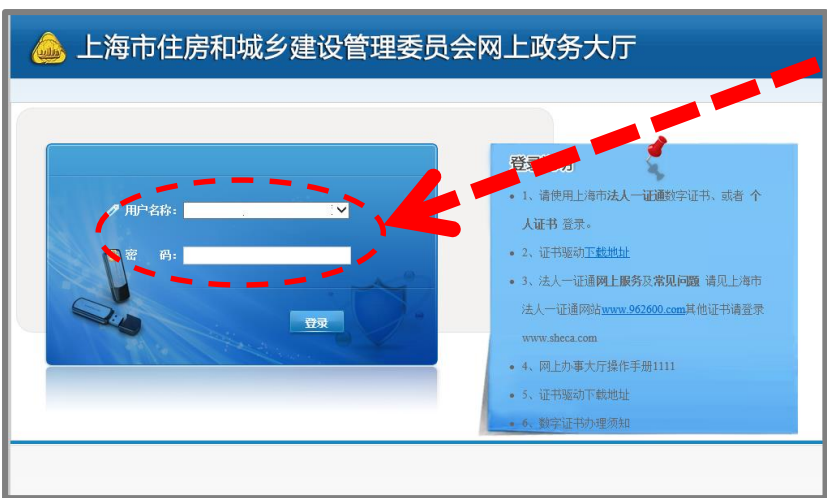 上海市住房和城乡建设管理委员会网上政务大厅
用户名称：
密 码：
登录
登录
1、请使用上海市法人一证通数字证书、或者 个
人证书 登录。
2、证书驱动下载地址
3、法人一证通网上服务及常见问题 请见上海市
法人一证通网站www.962600.com其他证书请登录
www.sheca.com
4、网上办事大厅操作手册1111
5、证书驱动下载地址
6、数字证书办理须知